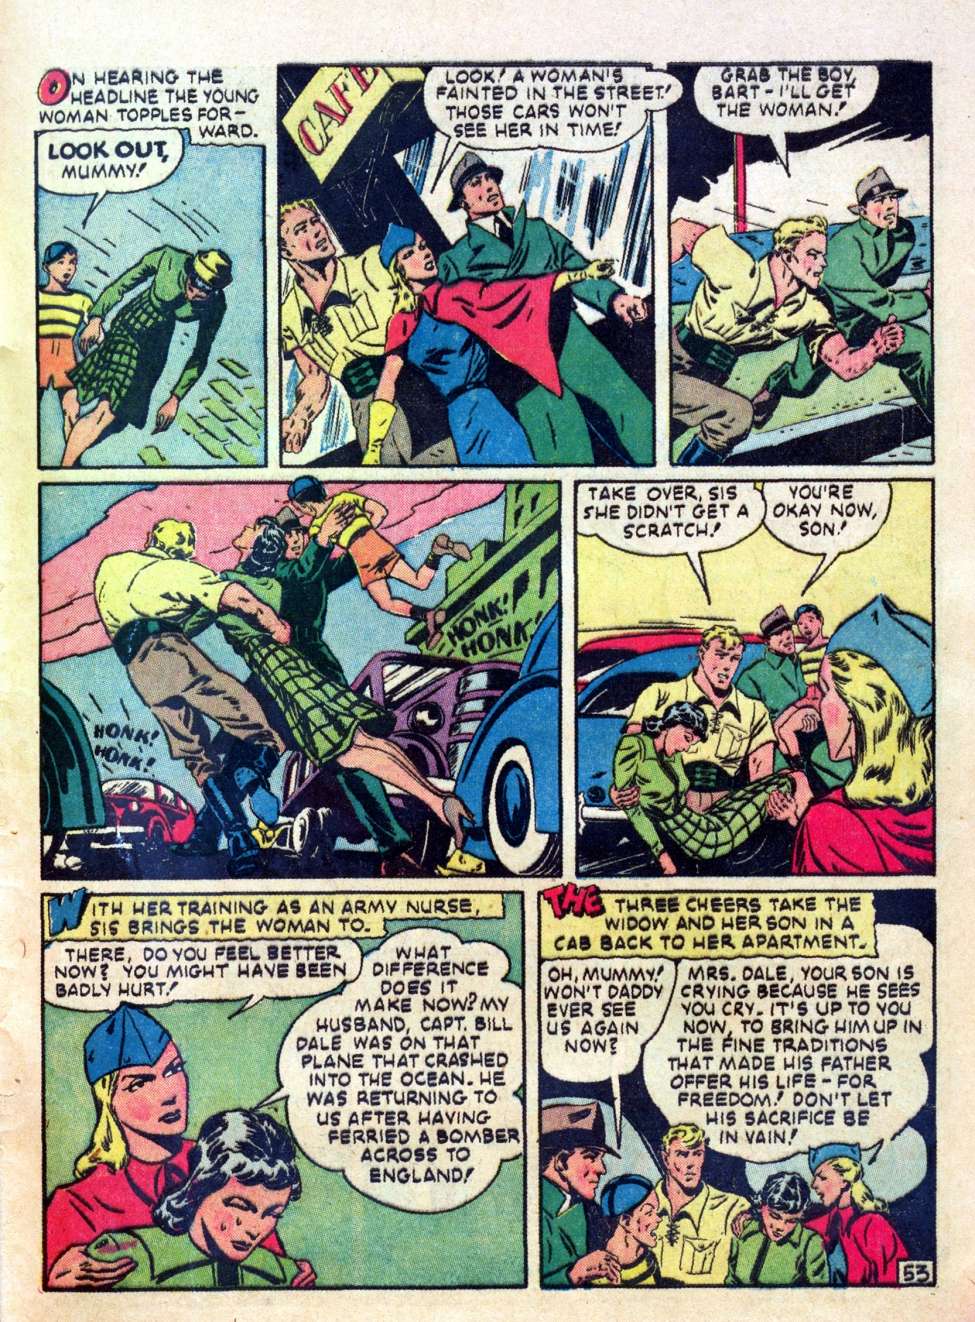 ON HEARING THE
HEADLINE THE YOUNG
WOMAN TOPPLES FOR-
WARD.
LOOK OUT,
MUMMY!
CAFE
LOOK! A WOMAN'S
FAINTED IN THE STREET!
THOSE CARS WON'T
SEE HER IN TIME!
GRAB THE BOY,
BART - I'LL GET
THE WOMAN!
HONK!
HONK!
HONK!
HONK!
TAKE OVER, SIS
SHE DIDN'T GET A
SCRATCH!
YOU'RE
OKAY NOW,
SON!
WITH HER TRAINING AS AN ARMY NURSE,
SIS BRINGS THE WOMAN TO-
THERE, DO YOU FEEL BETTER
NOW? YOU MIGHT HAVE BEEN
BADLY HURT!
WHAT
DIFFERENCE
DOES IT
MAKE NOW? MY
HUSBAND, CAPT. BILL
DALE WAS ON THAT
PLANE THAT CRASHED
INTO THE OCEAN. HE
WAS RETURNING TO
US AFTER HAVING
FERRIED A BOMBER
ACROSS TO
ENGLAND!
THE THREE CHEERS TAKE THE
WIDOW AND HER SON IN A
CAB BACK TO HER APARTMENT-
OH, MUMMY!
WON'T DADDY
EVER SEE
US AGAIN
NOW?
MRS. DALE, YOUR SON IS
CRYING BECAUSE HE SEES
YOU CRY. IT'S UP TO YOU
NOW, TO BRING HIM UP IN
THE FINE TRADITIONS
THAT MADE HIS FATHER
OFFER HIS LIFE - FOR
FREEDOM! DON'T LET
HIS SACRIFICE BE
IN VAIN!
53